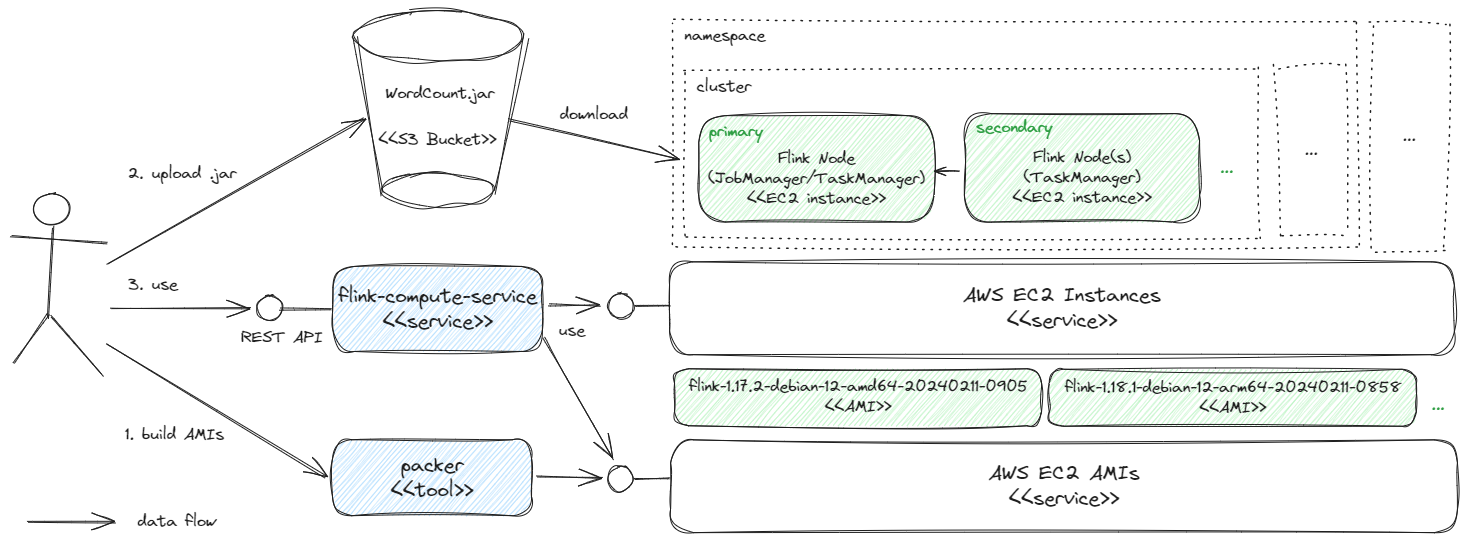 namespace
cluster
primary
Flink Node
(JobManager/TaskManager)
<<EC2 instance>>
secondary
Flink Node(s)
(TaskManager)
<<EC2 instance>>
...
...
...
WordCount.jar
<<S3 Bucket>>
download
2. upload .jar
3. use
REST API
flink-compute-service
<<service>>
use
AWS EC2 Instances
<<service>>
flink-1.17.2-debian-12-amd64-20240211-0905
<<AMI>>
flink-1.18.1-debian-12-arm64-20240211-0858
<<AMI>>
...
1. build AMIs
packer
<<tool>>
AWS EC2 AMIs
<<service>>
data flow